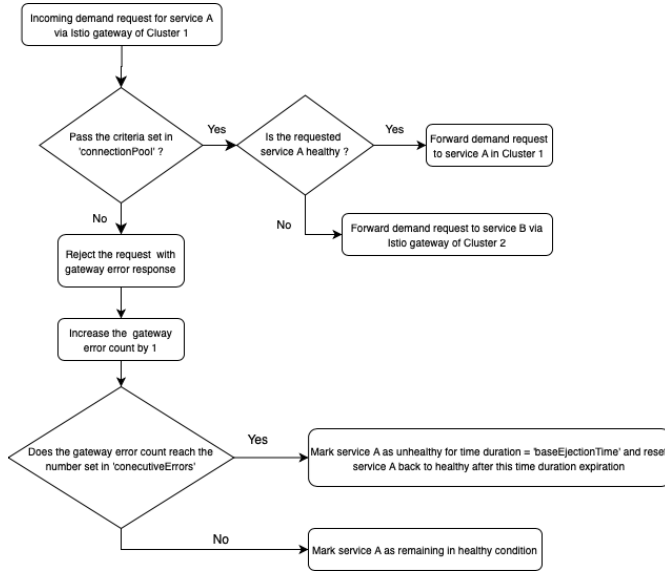 Incoming demand request for service A
via Istio gateway of Cluster 1
Pass the criteria set in
'connectionPool' ?
Yes
Is the requested
service A healthy ?
Yes
Forward demand request
to service A in Cluster 1
No
No
Forward demand request to service B via
Istio gateway of Cluster 2
Reject the request with
gateway error response
Increase the gateway
error count by 1
Does the gateway error count reach the
number set in 'conecutiveErrors'
Yes
Mark service A as unhealthy for time duration = 'baseEjectionTime' and reset
service A back to healthy after this time duration expiration
No
Mark service A as remaining in healthy condition